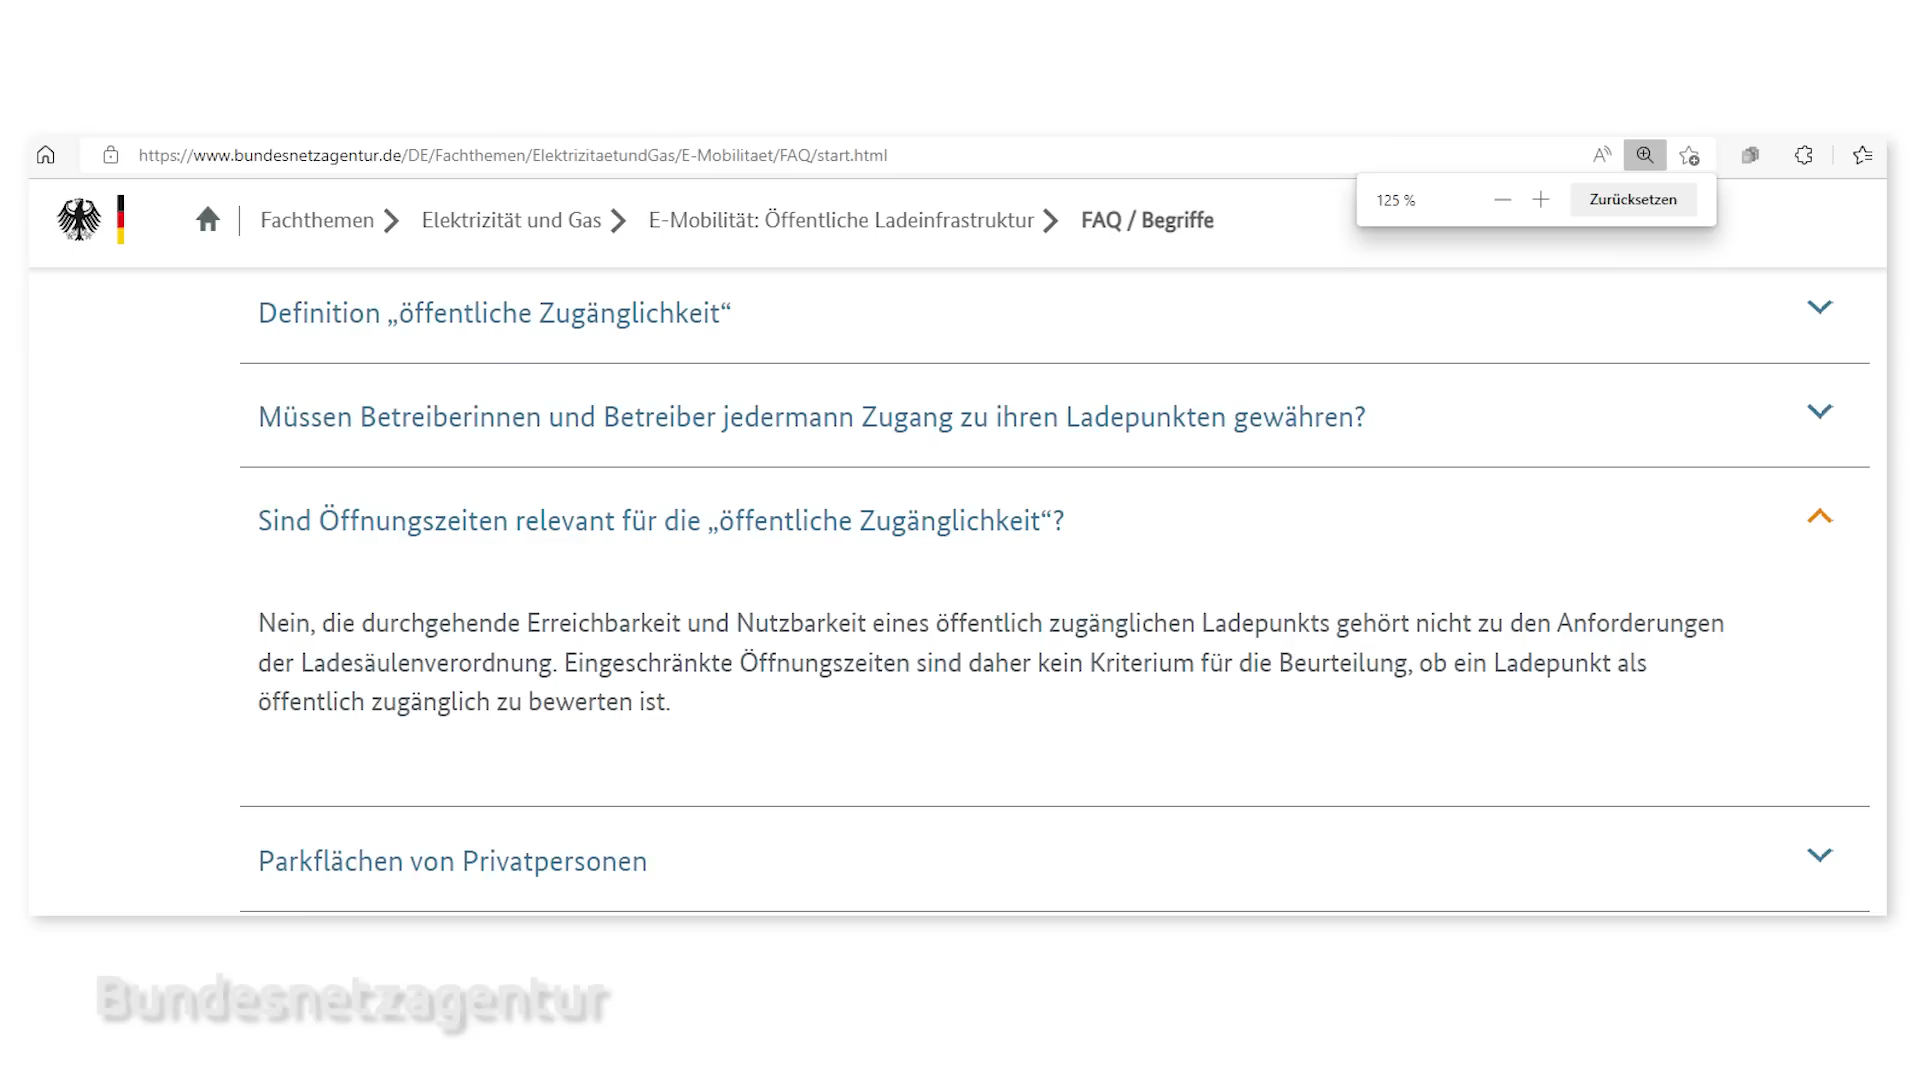 https://www.bundesnetzagentur.de/DE/Fachthemen/ElektrizitaetundGas/E-Mobilitaet/FAQ/start.html
125 %
Zurücksetzen
Fachthemen
Elektrizität und Gas
E-Mobilität: Öffentliche Ladeinfrastruktur
FAQ / Begriffe
Definition „öffentliche Zugänglichkeit“
Müssen Betreiberinnen und Betreiber jedermann Zugang zu ihren Ladepunkten gewähren?
Sind Öffnungszeiten relevant für die „öffentliche Zugänglichkeit“?
Nein, die durchgehende Erreichbarkeit und Nutzbarkeit eines öffentlich zugänglichen Ladepunkts gehört nicht zu den Anforderungen
der Ladesäulenverordnung. Eingeschränkte Öffnungszeiten sind daher kein Kriterium für die Beurteilung, ob ein Ladepunkt als
öffentlich zugänglich zu bewerten ist.
Parkflächen von Privatpersonen
Bundesnetzagentur